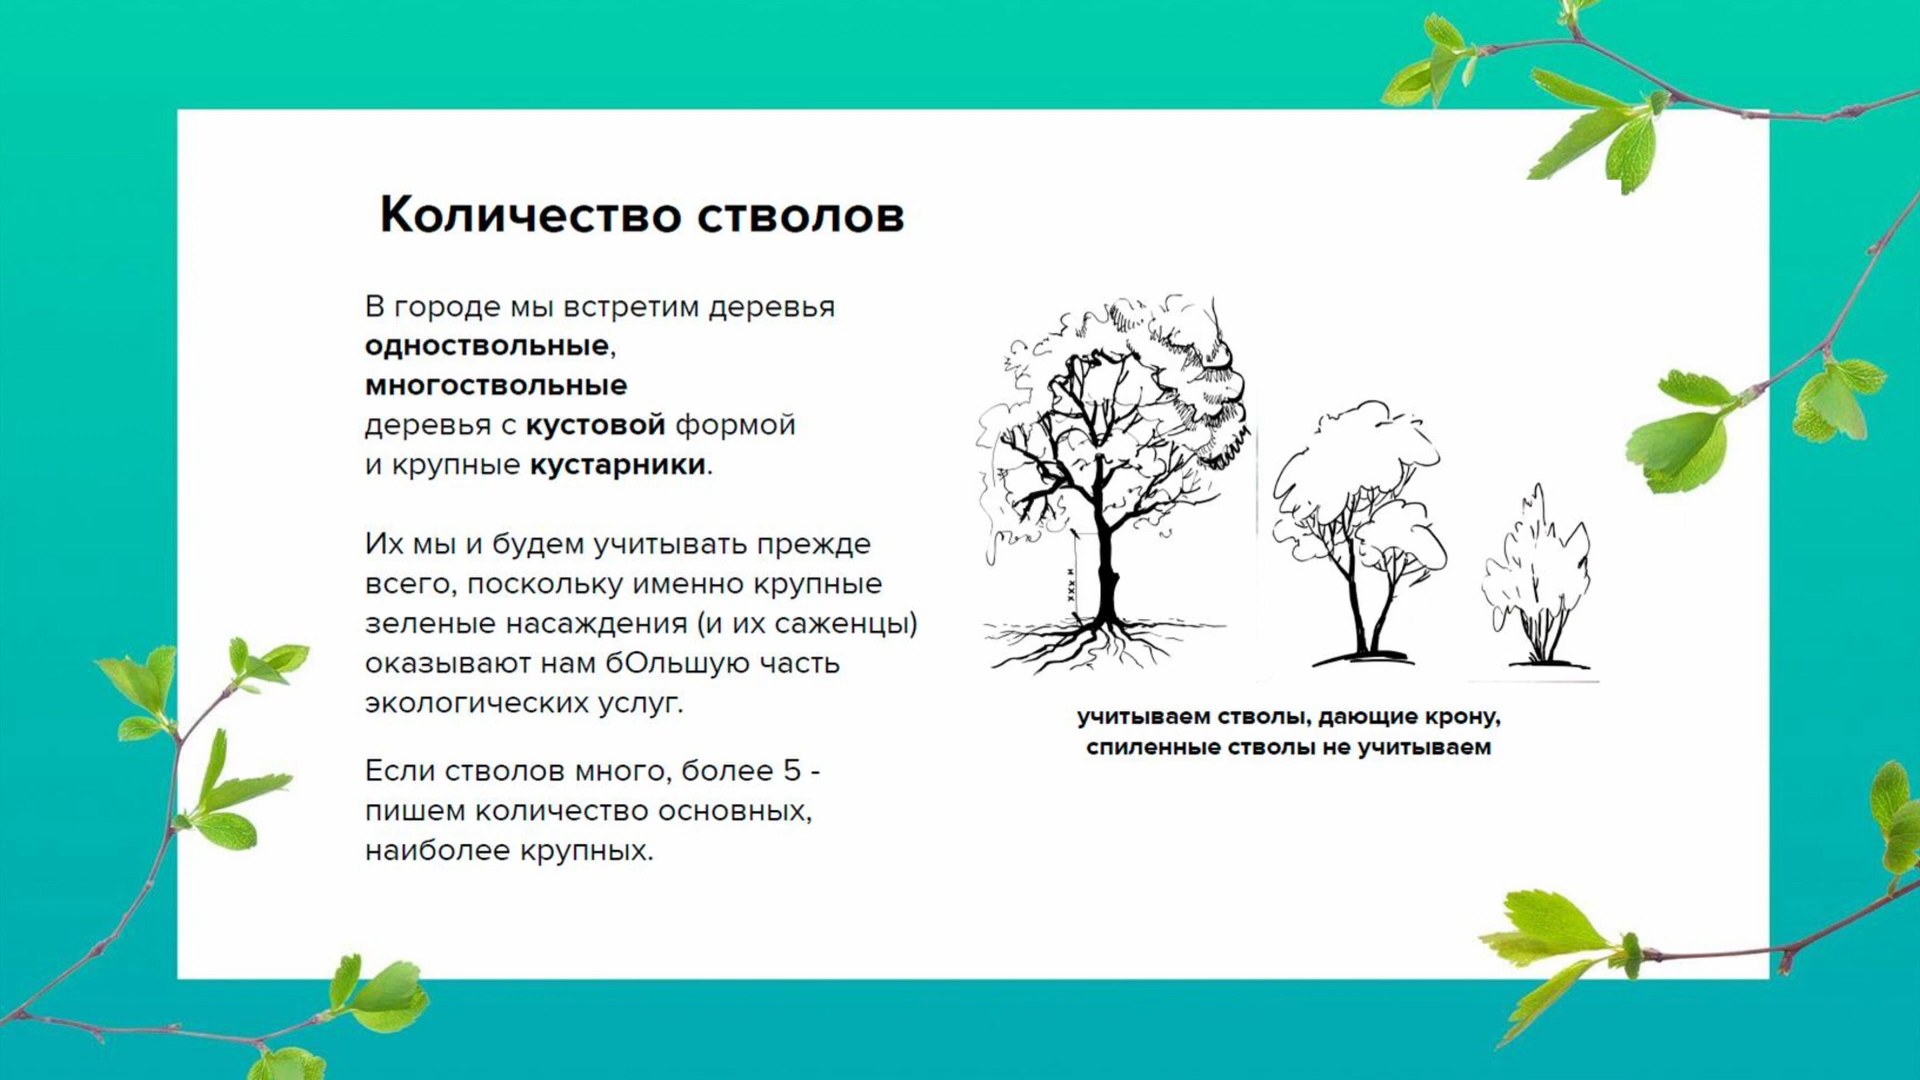 Количество стволов
В городе мы встретим деревья
одноствольные,
многоствольные
деревья с кустовой формой
и крупные кустарники.
Их мы и будем учитывать прежде
всего, поскольку именно крупные
зеленые насаждения (и их саженцы)
оказывают нам бОльшую часть
экологических услуг.
Если стволов много, более 5 -
пишем количество основных,
наиболее крупных.
учитываем стволы, дающие крону,
спиленные стволы не учитываем